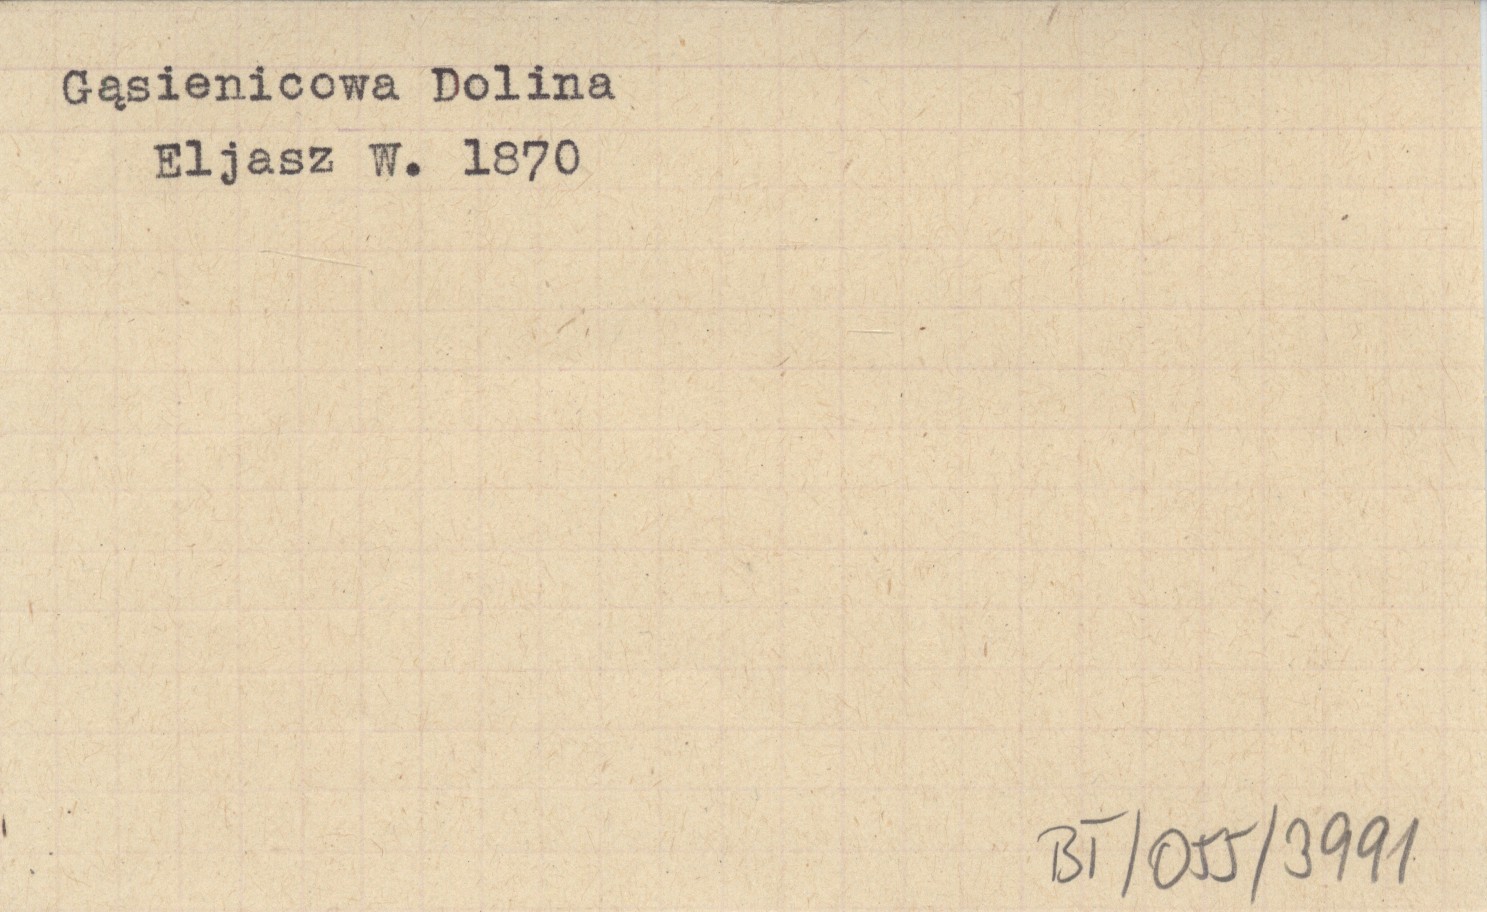 Gąsienicowa Dolina
Eljasz W. 1870
BT/055/3991